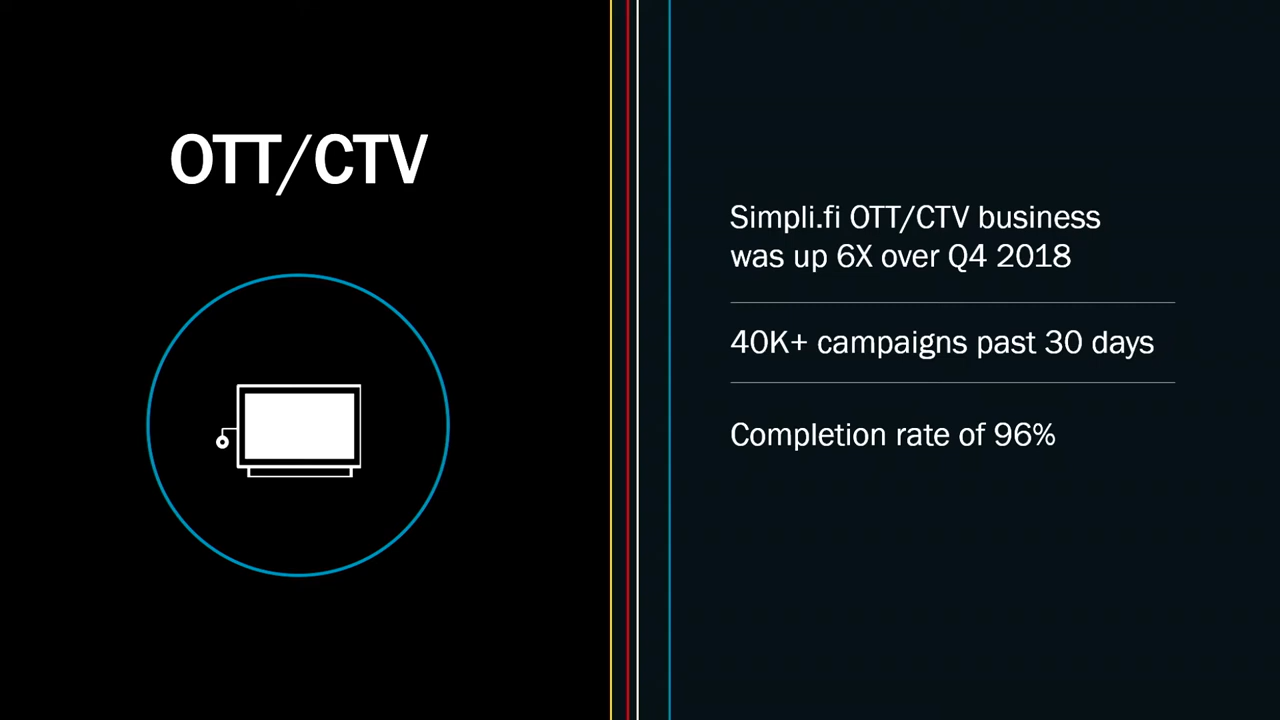 OTT/CTV
Simpli.fi OTT/CTV business
was up 6X over Q4 2018
40K+ campaigns past 30 days
Completion rate of 96%